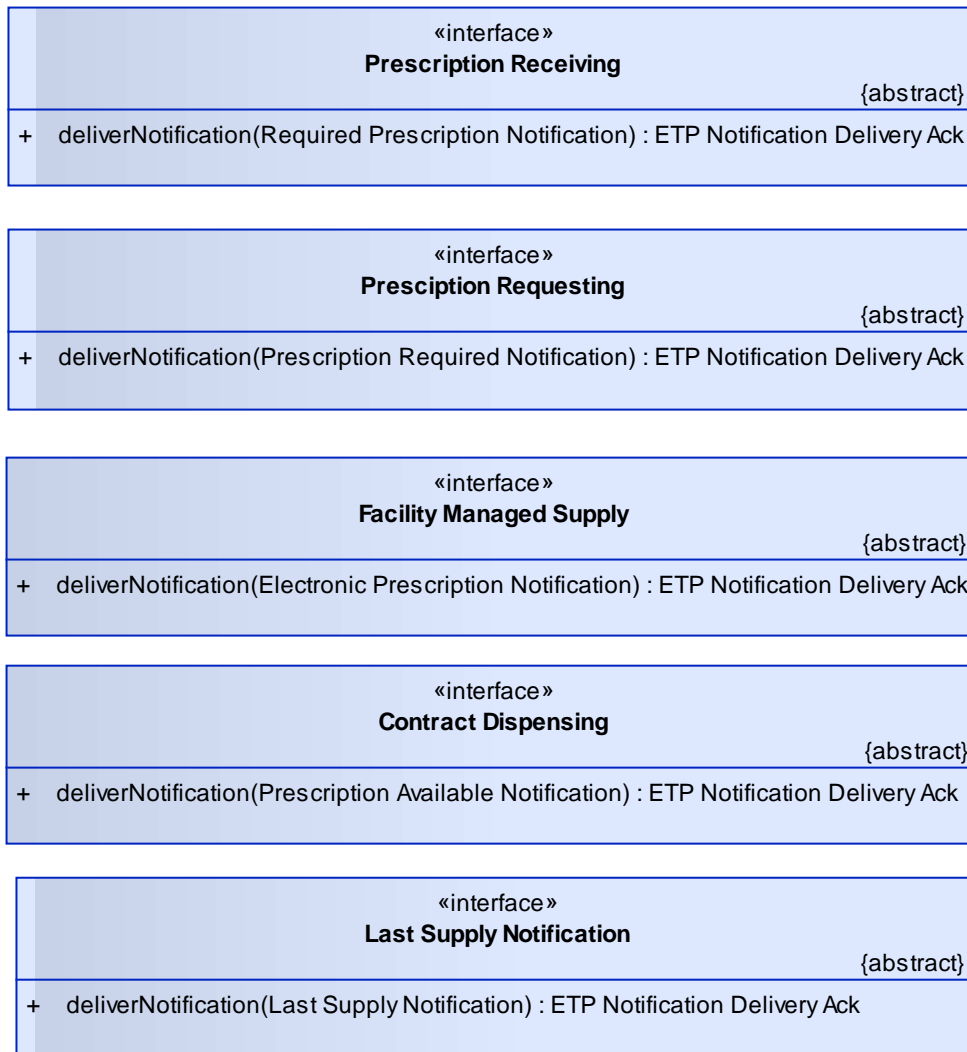 «interface»
Prescription Receiving
{abstract}
+ deliverNotification(Required Prescription Notification) : ETP Notification Delivery Ack
«interface»
Presciption Requesting
{abstract}
+ deliverNotification(Prescription Required Notification) : ETP Notification Delivery Ack
«interface»
Facility Managed Supply
{abstract}
+ deliverNotification(Electronic Prescription Notification) : ETP Notification Delivery Ack
«interface»
Contract Dispensing
{abstract}
+ deliverNotification(Prescription Available Notification) : ETP Notification Delivery Ack
«interface»
Last Supply Notification
{abstract}
+ deliverNotification(Last Supply Notification) : ETP Notification Delivery Ack